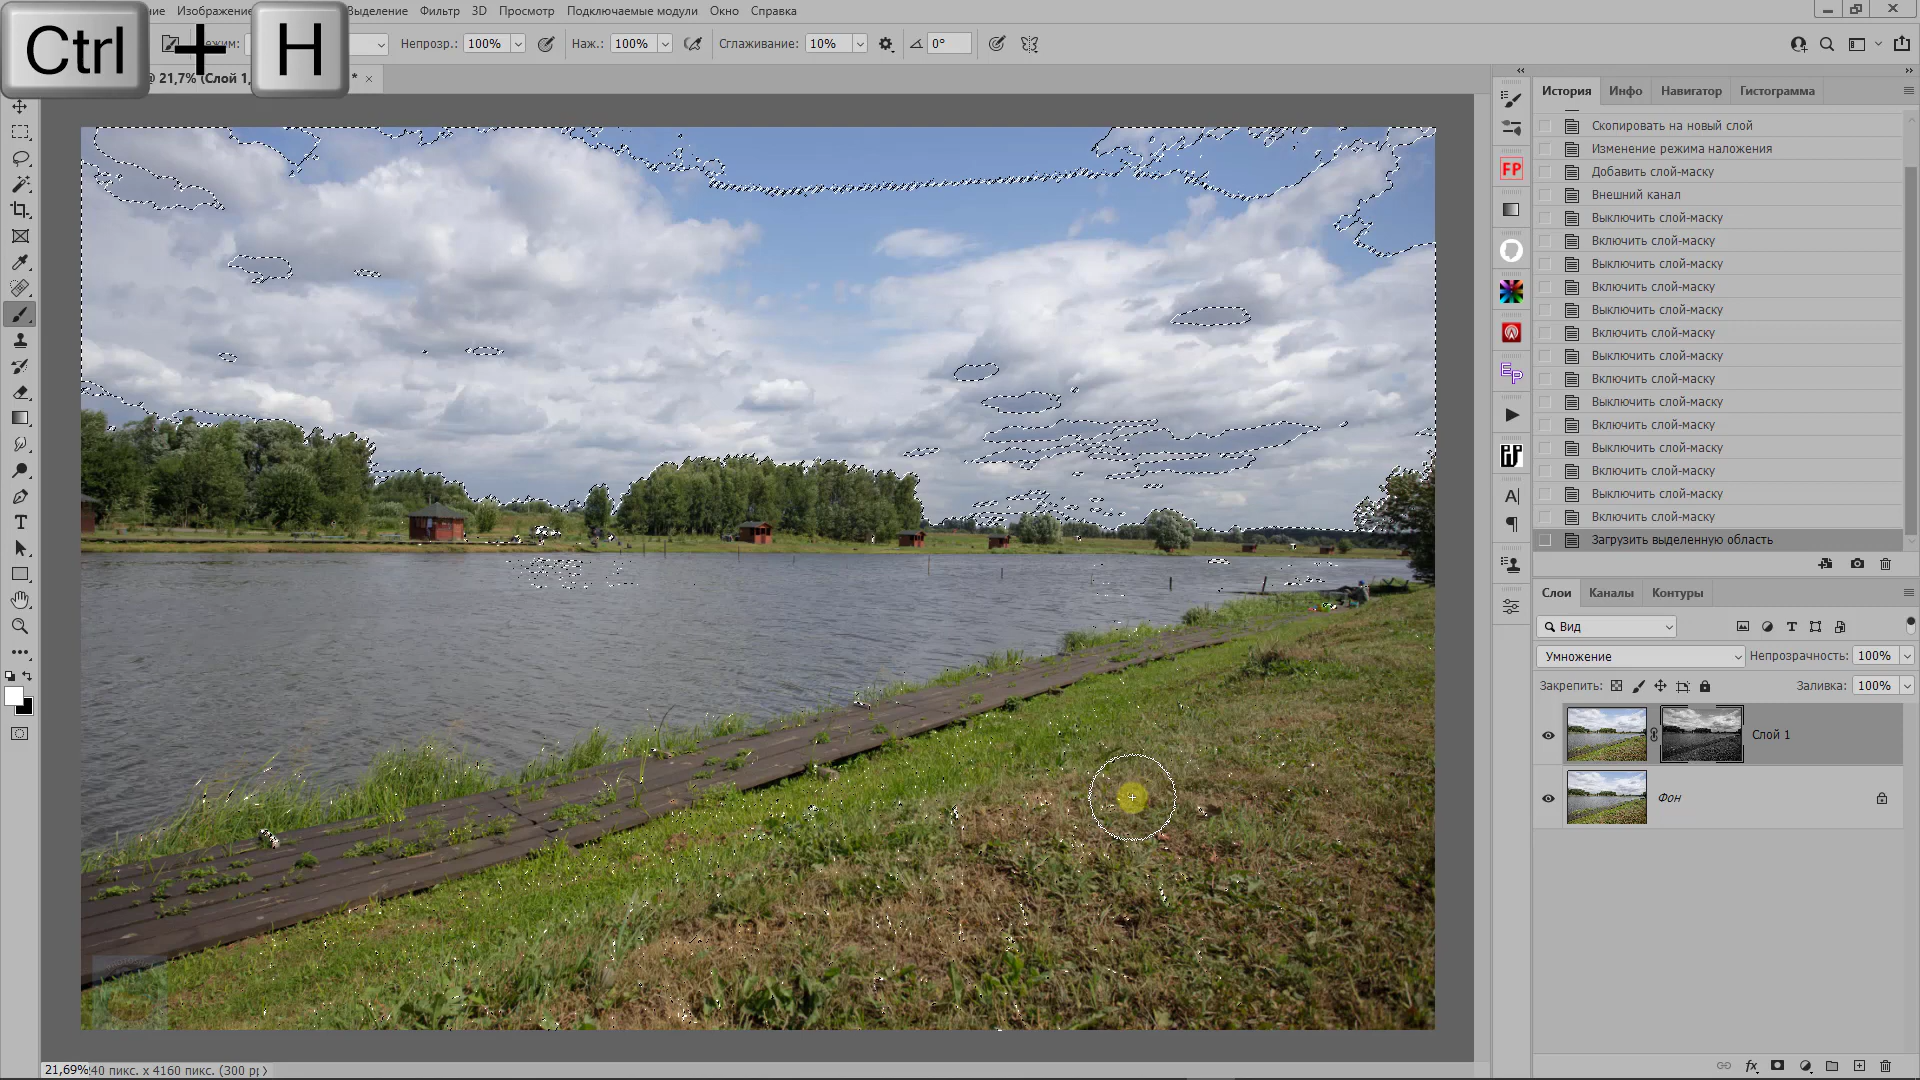 Ctrl + H
ние Изображение Выделение Фильтр 3D Просмотр Подключаемые модули Окно Справка
жим: Непрозр.: 100% Наж.: 100% Сглаживание: 10% 0°
@ 21,7% (Слой 1, * ×
История Инфо Навигатор Гистограмма
Скопировать на новый слой
Изменение режима наложения
Добавить слой-маску
Внешний канал
Выключить слой-маску
Включить слой-маску
Выключить слой-маску
Включить слой-маску
Выключить слой-маску
Включить слой-маску
Выключить слой-маску
Включить слой-маску
Выключить слой-маску
Включить слой-маску
Выключить слой-маску
Включить слой-маску
Выключить слой-маску
Включить слой-маску
Загрузить выделенную область
FP
EP
A
Слои Каналы Контуры
Вид
Умножение Непрозрачность: 100%
Закрепить: Заливка: 100%
Слой 1
Фон
fx
21,69% 40 пикс. x 4160 пикс. (300 pp